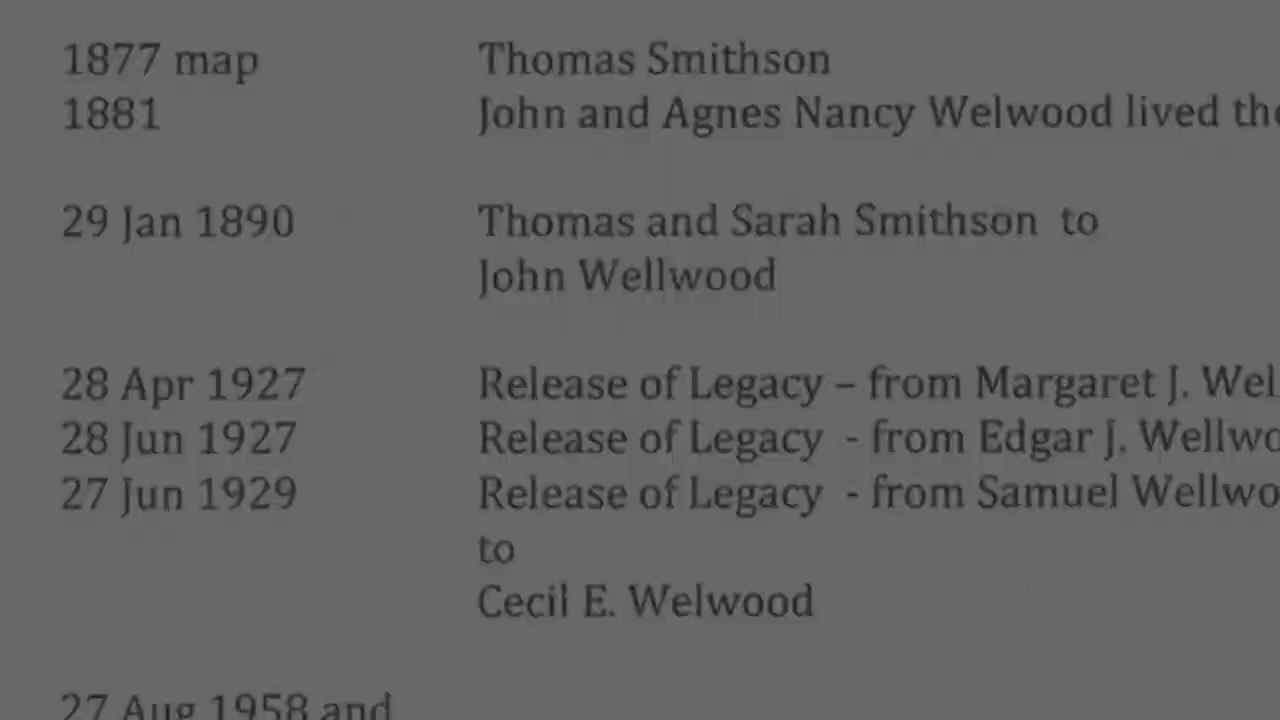 1877 map Thomas Smithson
1881 John and Agnes Nancy Welwood lived
29 Jan 1890 Thomas and Sarah Smithson to
John Wellwood
28 Apr 1927 Release of Legacy – from Margaret J.
28 Jun 1927 Release of Legacy - from Edgar J.
27 Jun 1929 Release of Legacy - from Samuel
to
Cecil E. Welwood
27 Aug 1958 and